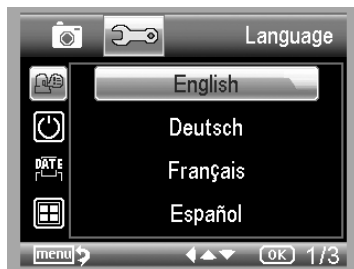 Language
English
Deutsch
DATE
Français
Español
menu OK 1/3